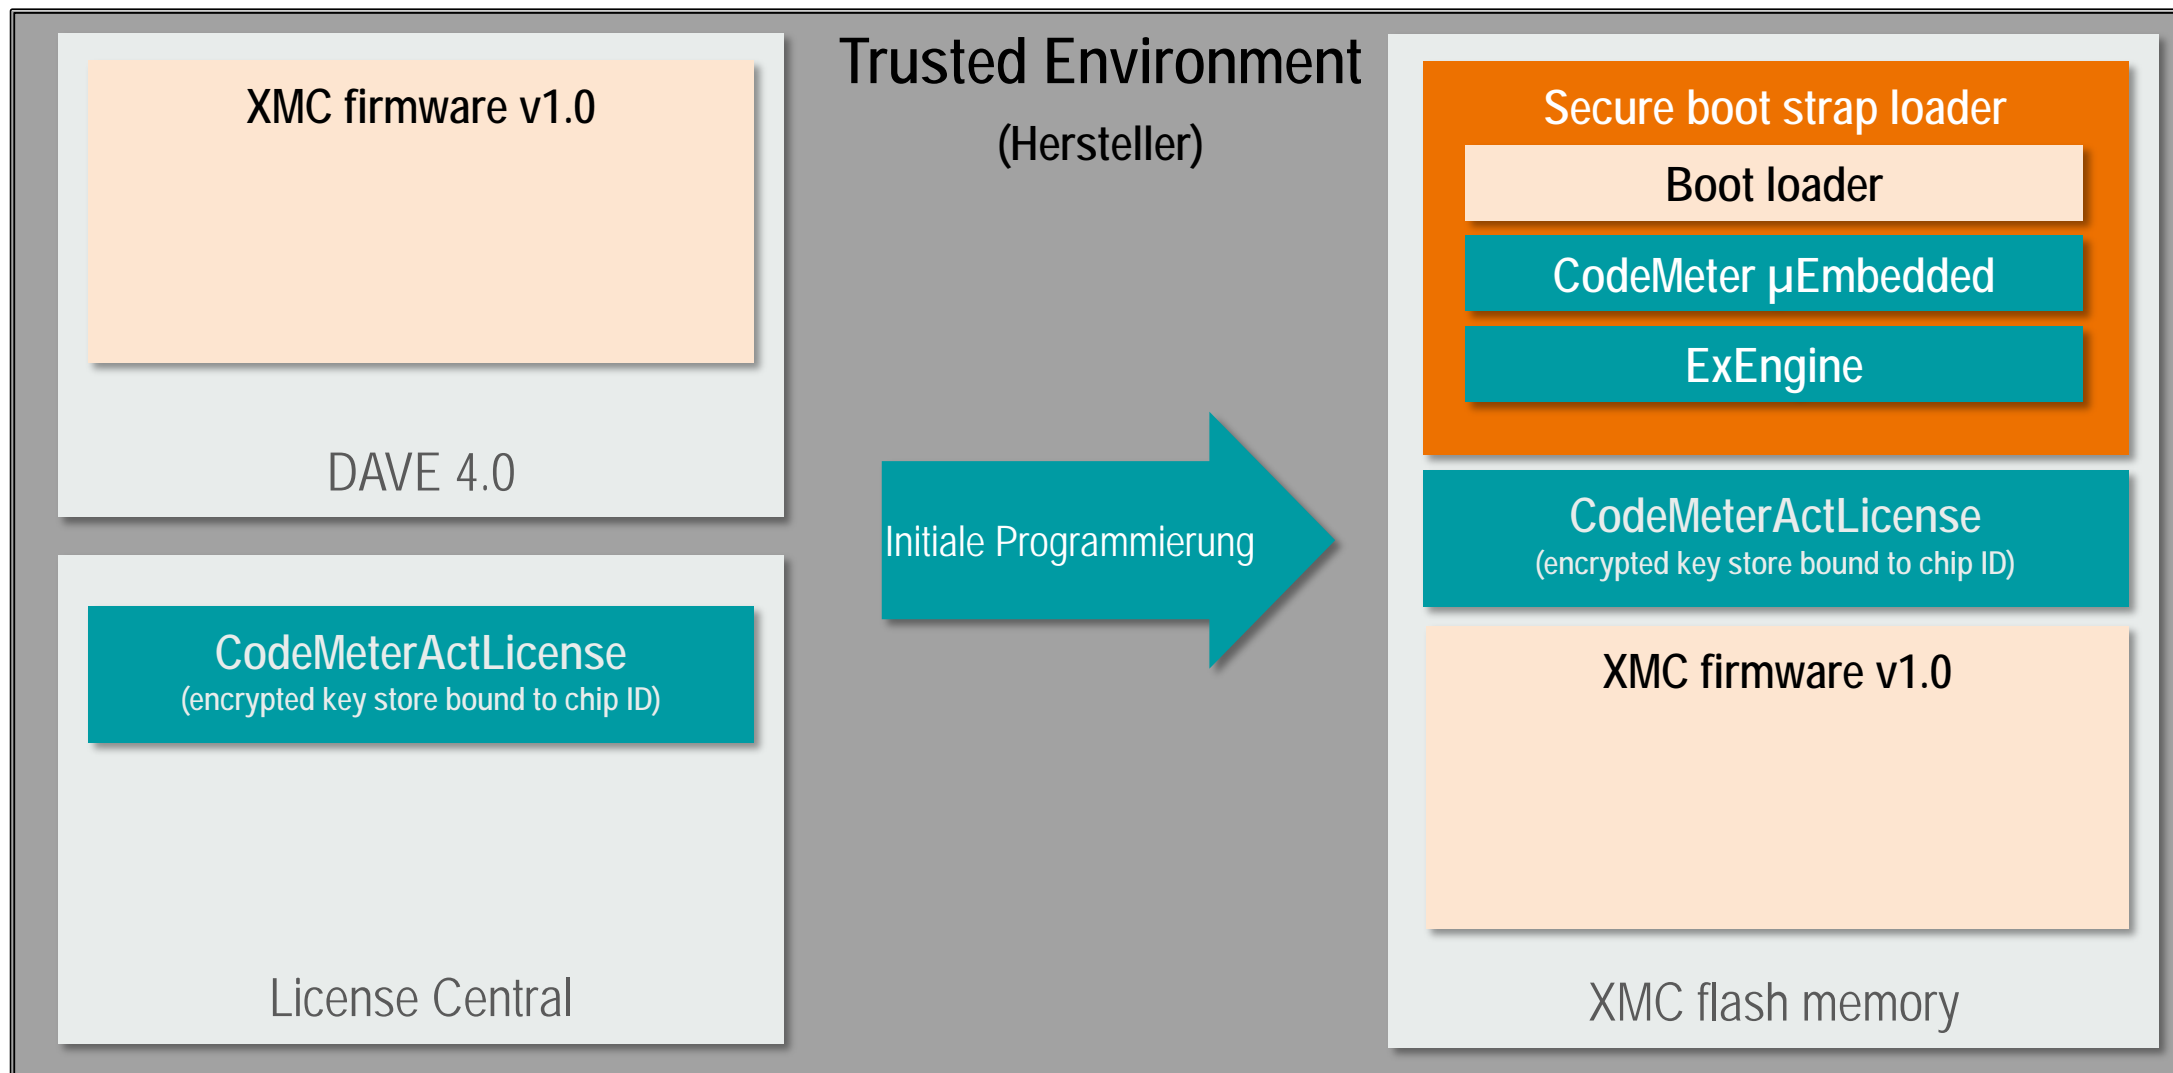 XMC firmware v1.0
DAVE 4.0
CodeMeterActLicense
(encrypted key store bound to chip ID)
License Central
Trusted Environment
(Hersteller)
Initiale Programmierung
Secure boot strap loader
Boot loader
CodeMeter µEmbedded
ExEngine
CodeMeterActLicense
(encrypted key store bound to chip ID)
XMC firmware v1.0
XMC flash memory